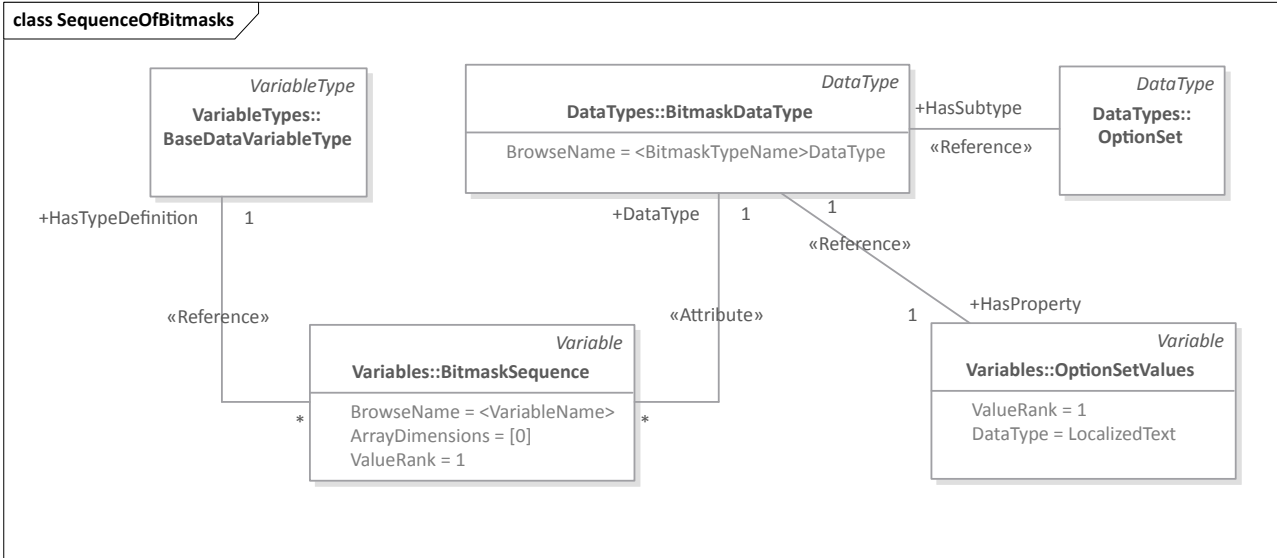 class SequenceOfBitmasks
VariableType
VariableTypes::
BaseDataVariableType
DataType
DataTypes::BitmaskDataType
BrowseName = <BitmaskTypeName>DataType
+HasSubtype
«Reference»
DataType
DataTypes::
OptionSet
+HasTypeDefinition
1
«Reference»
*
+DataType
1
«Attribute»
*
1
«Reference»
+HasProperty
1
Variable
Variables::BitmaskSequence
BrowseName = <VariableName>
ArrayDimensions = [0]
ValueRank = 1
Variable
Variables::OptionSetValues
ValueRank = 1
DataType = LocalizedText